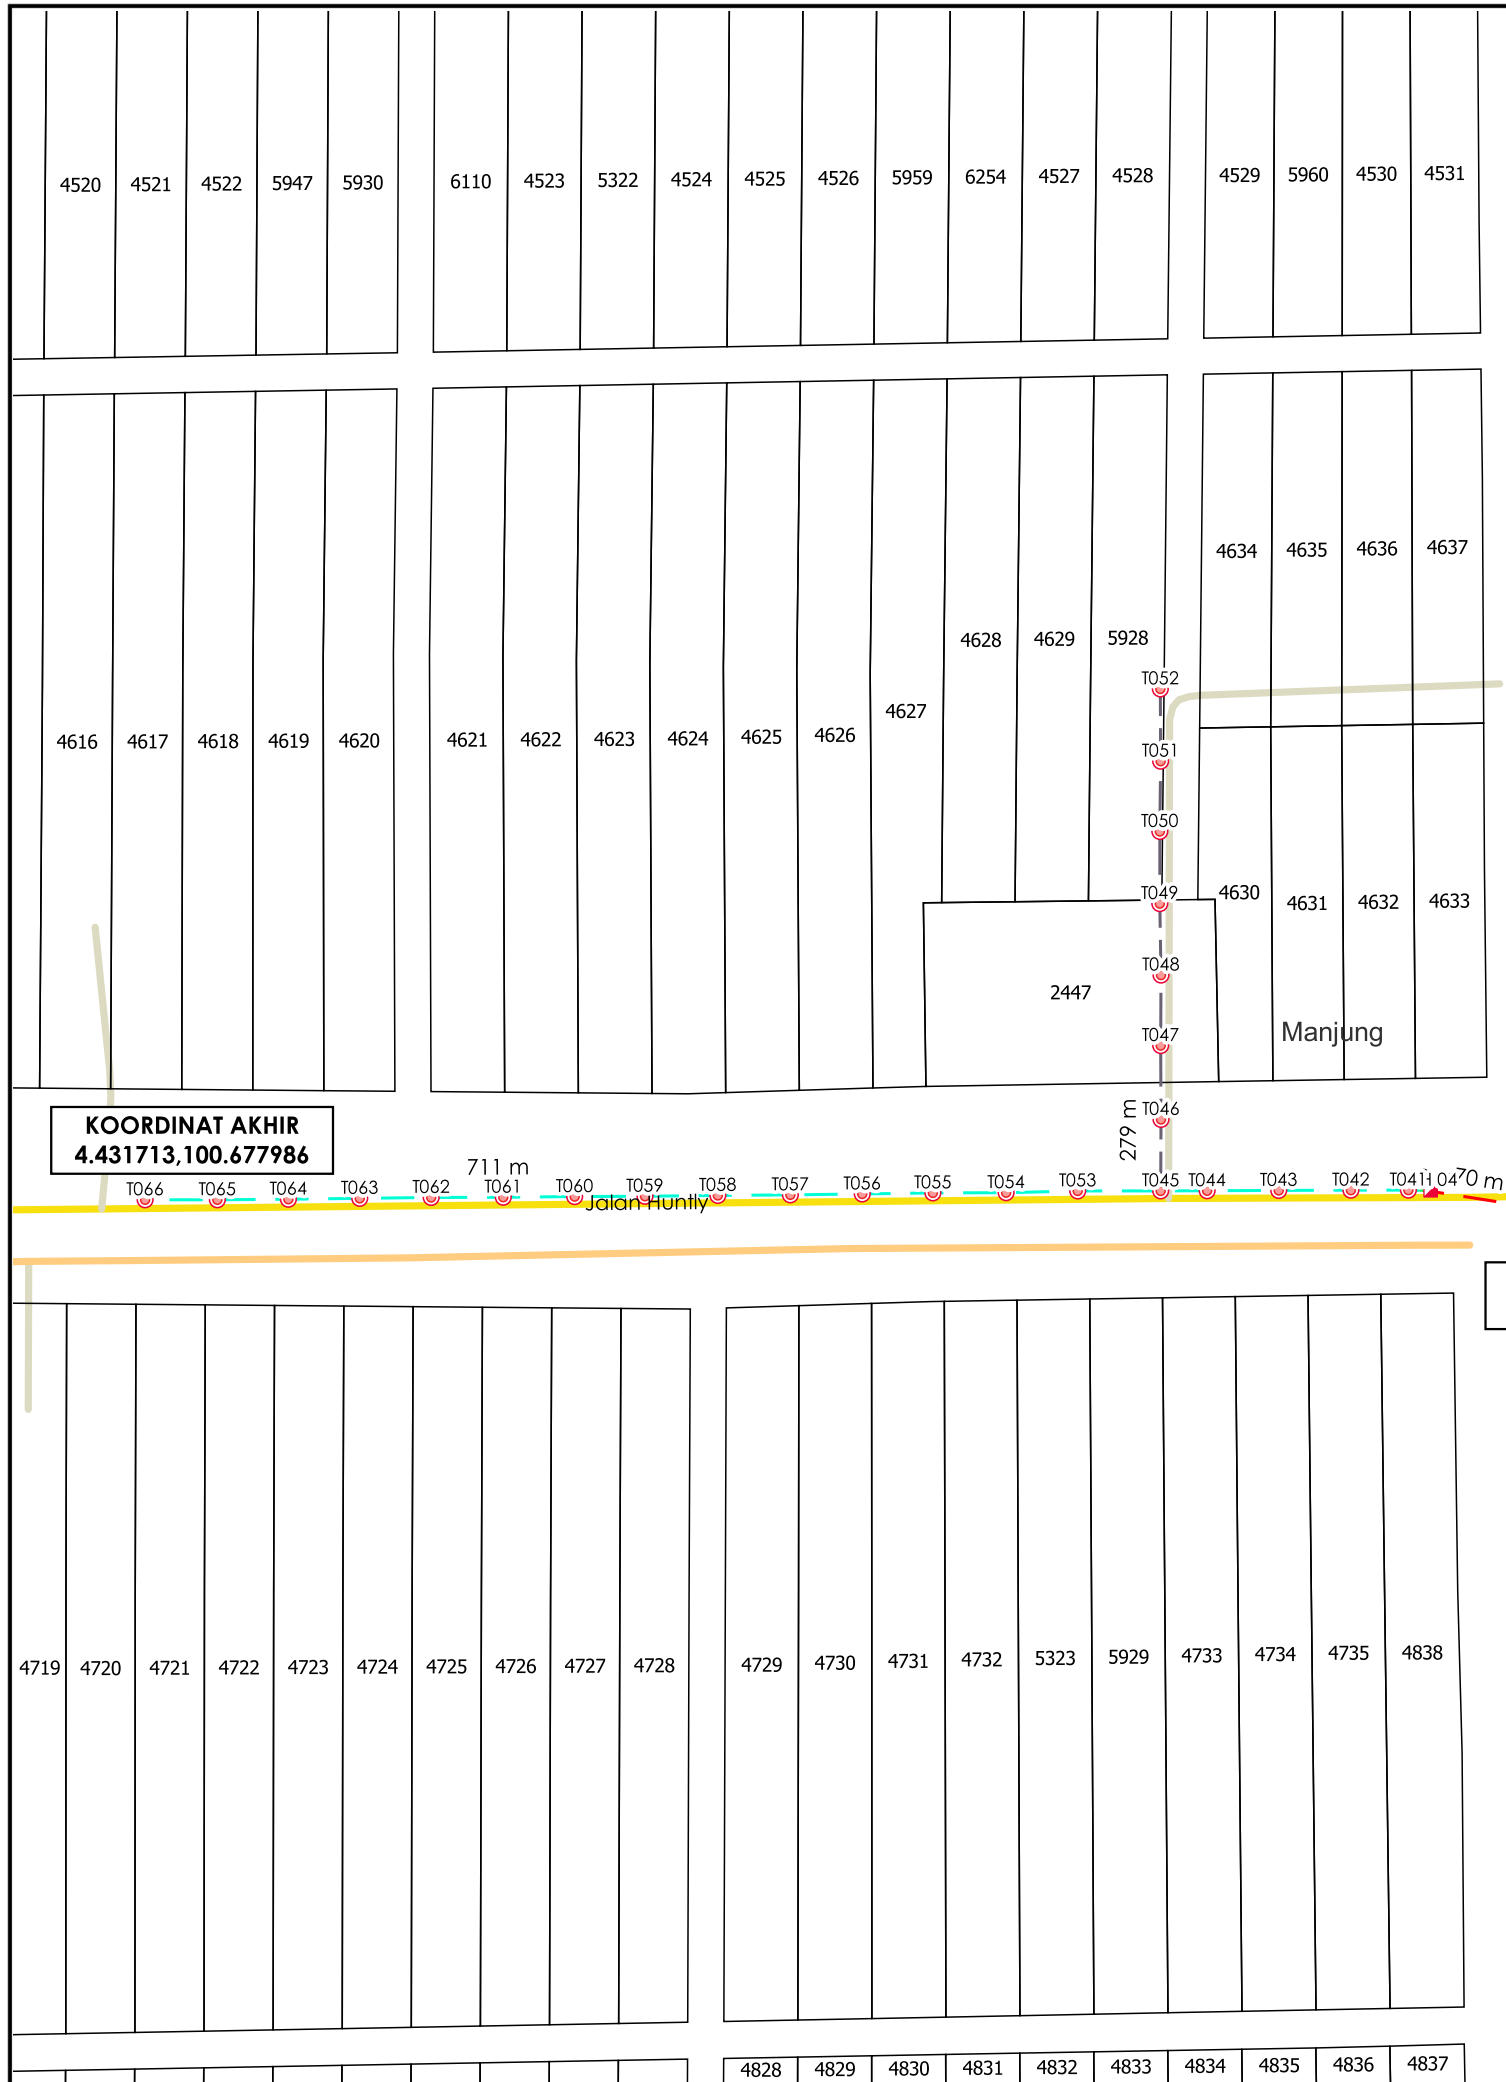 4520 4521 4522 5947 5930 6110 4523 5322 4524 4525 4526 5959 6254 4527 4528 4529 5960 4530 4531
4634 4635 4636 4637
4628 4629 5928
T052
4627
4616 4617 4618 4619 4620 4621 4622 4623 4624 4625 4626
T051
T050
T049
4630 4631 4632 4633
T048
2447
T047
Manjung
T046
279 m
KOORDINAT AKHIR
4.431713,100.677986
711 m
70 m
T066 T065 T064 T063 T062 T061 T060 T059 T058 T057 T056 T055 T054 T053 T045 T044 T043 T042 T041
Jalan Huntly
4719 4720 4721 4722 4723 4724 4725 4726 4727 4728 4729 4730 4731 4732 5323 5929 4733 4734 4735 4838
4828 4829 4830 4831 4832 4833 4834 4835 4836 4837